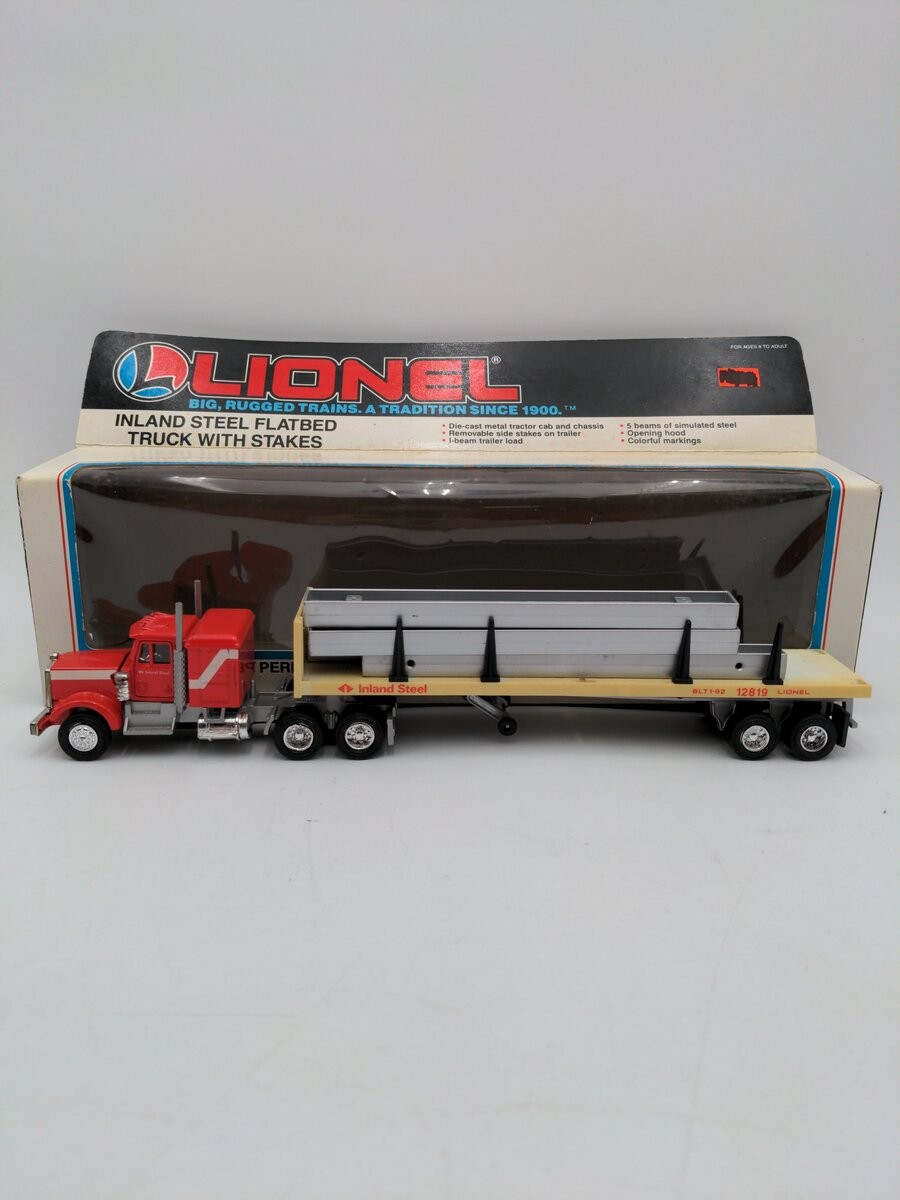 FOR AGES 8 TO ADULT
LIONEL®
BIG, RUGGED TRAINS. A TRADITION SINCE 1900.™
INLAND STEEL FLATBED
TRUCK WITH STAKES
• Die-cast metal tractor cab and chassis
• Removable side stakes on trailer
• I-beam trailer load
• 5 beams of simulated steel
• Opening hood
• Colorful markings
Inland Steel
Inland Steel
BLT 1-92 12819 LIONEL